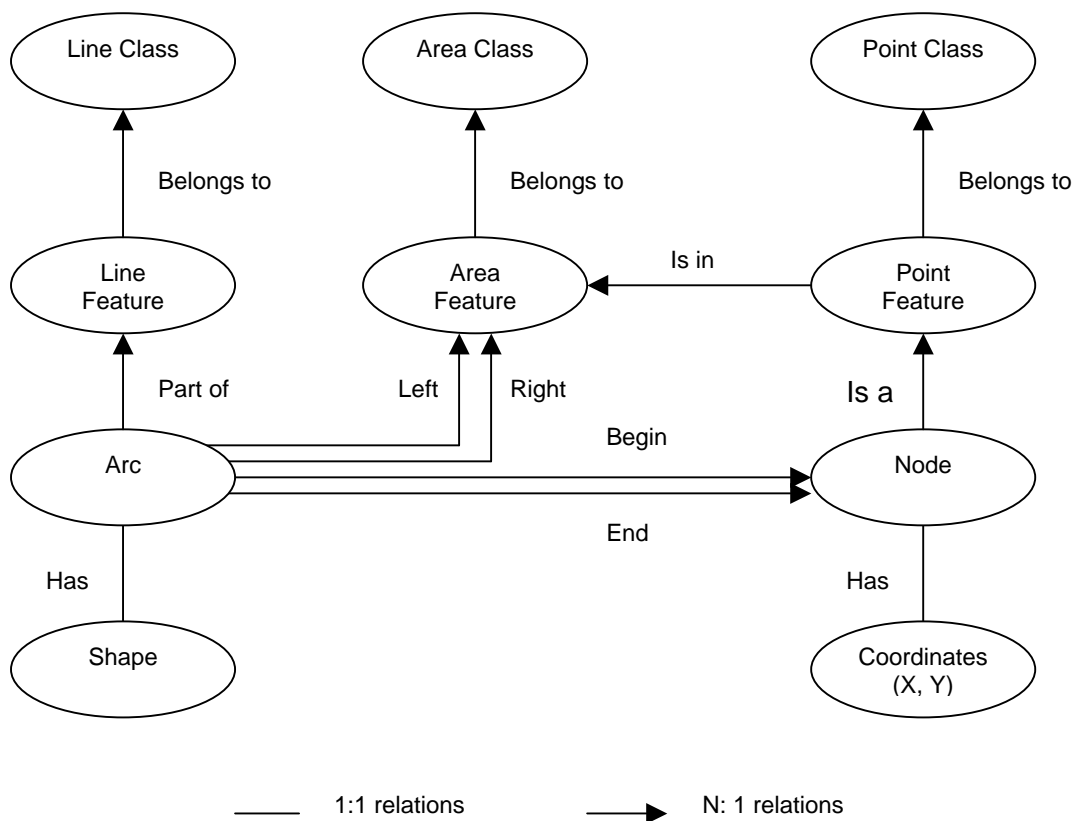 Line Class
Area Class
Point Class
Belongs to
Belongs to
Belongs to
Line
Feature
Area
Feature
Is in
Point
Feature
Part of
Left
Right
Is a
Begin
Arc
Node
End
Has
Has
Shape
Coordinates
(X, Y)
1:1 relations
N: 1 relations